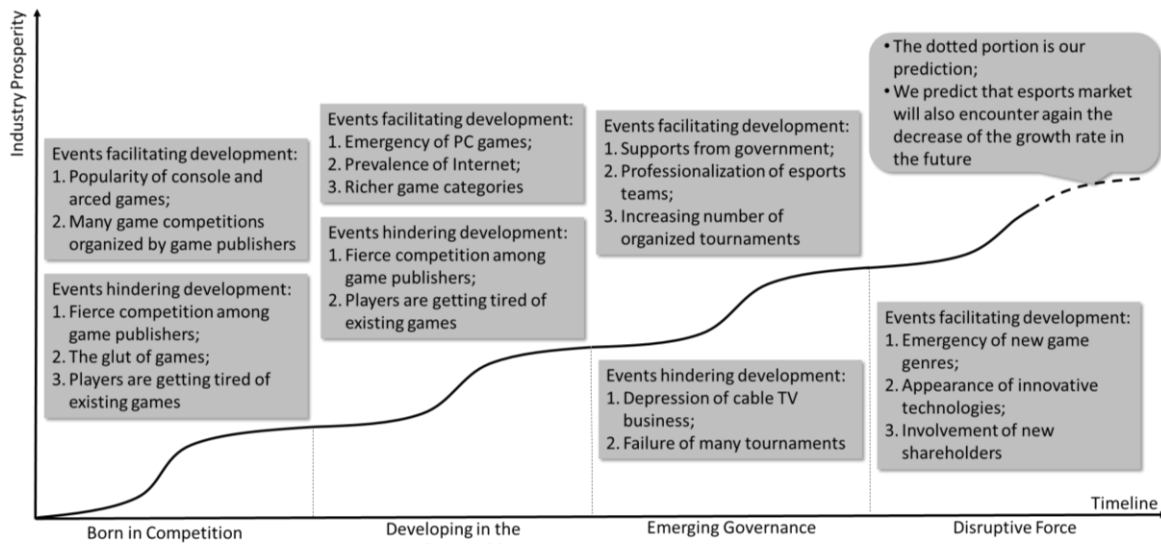 Industry Prosperity
Events facilitating development:
1. Popularity of console and
arced games;
2. Many game competitions
organized by game publishers
Events hindering development:
1. Fierce competition among
game publishers;
2. The glut of games;
3. Players are getting tired of
existing games
Events facilitating development:
1. Emergency of PC games;
2. Prevalence of Internet;
3. Richer game categories
Events hindering development:
1. Fierce competition among
game publishers;
2. Players are getting tired of
existing games
Events facilitating development:
1. Supports from government;
2. Professionalization of esports
teams;
3. Increasing number of
organized tournaments
Events hindering development:
1. Depression of cable TV
business;
2. Failure of many tournaments
• The dotted portion is our
prediction;
• We predict that esports market
will also encounter again the
decrease of the growth rate in
the future
Events facilitating development:
1. Emergency of new game
genres;
2. Appearance of innovative
technologies;
3. Involvement of new
shareholders
Timeline
Born in Competition
Developing in the
Emerging Governance
Disruptive Force